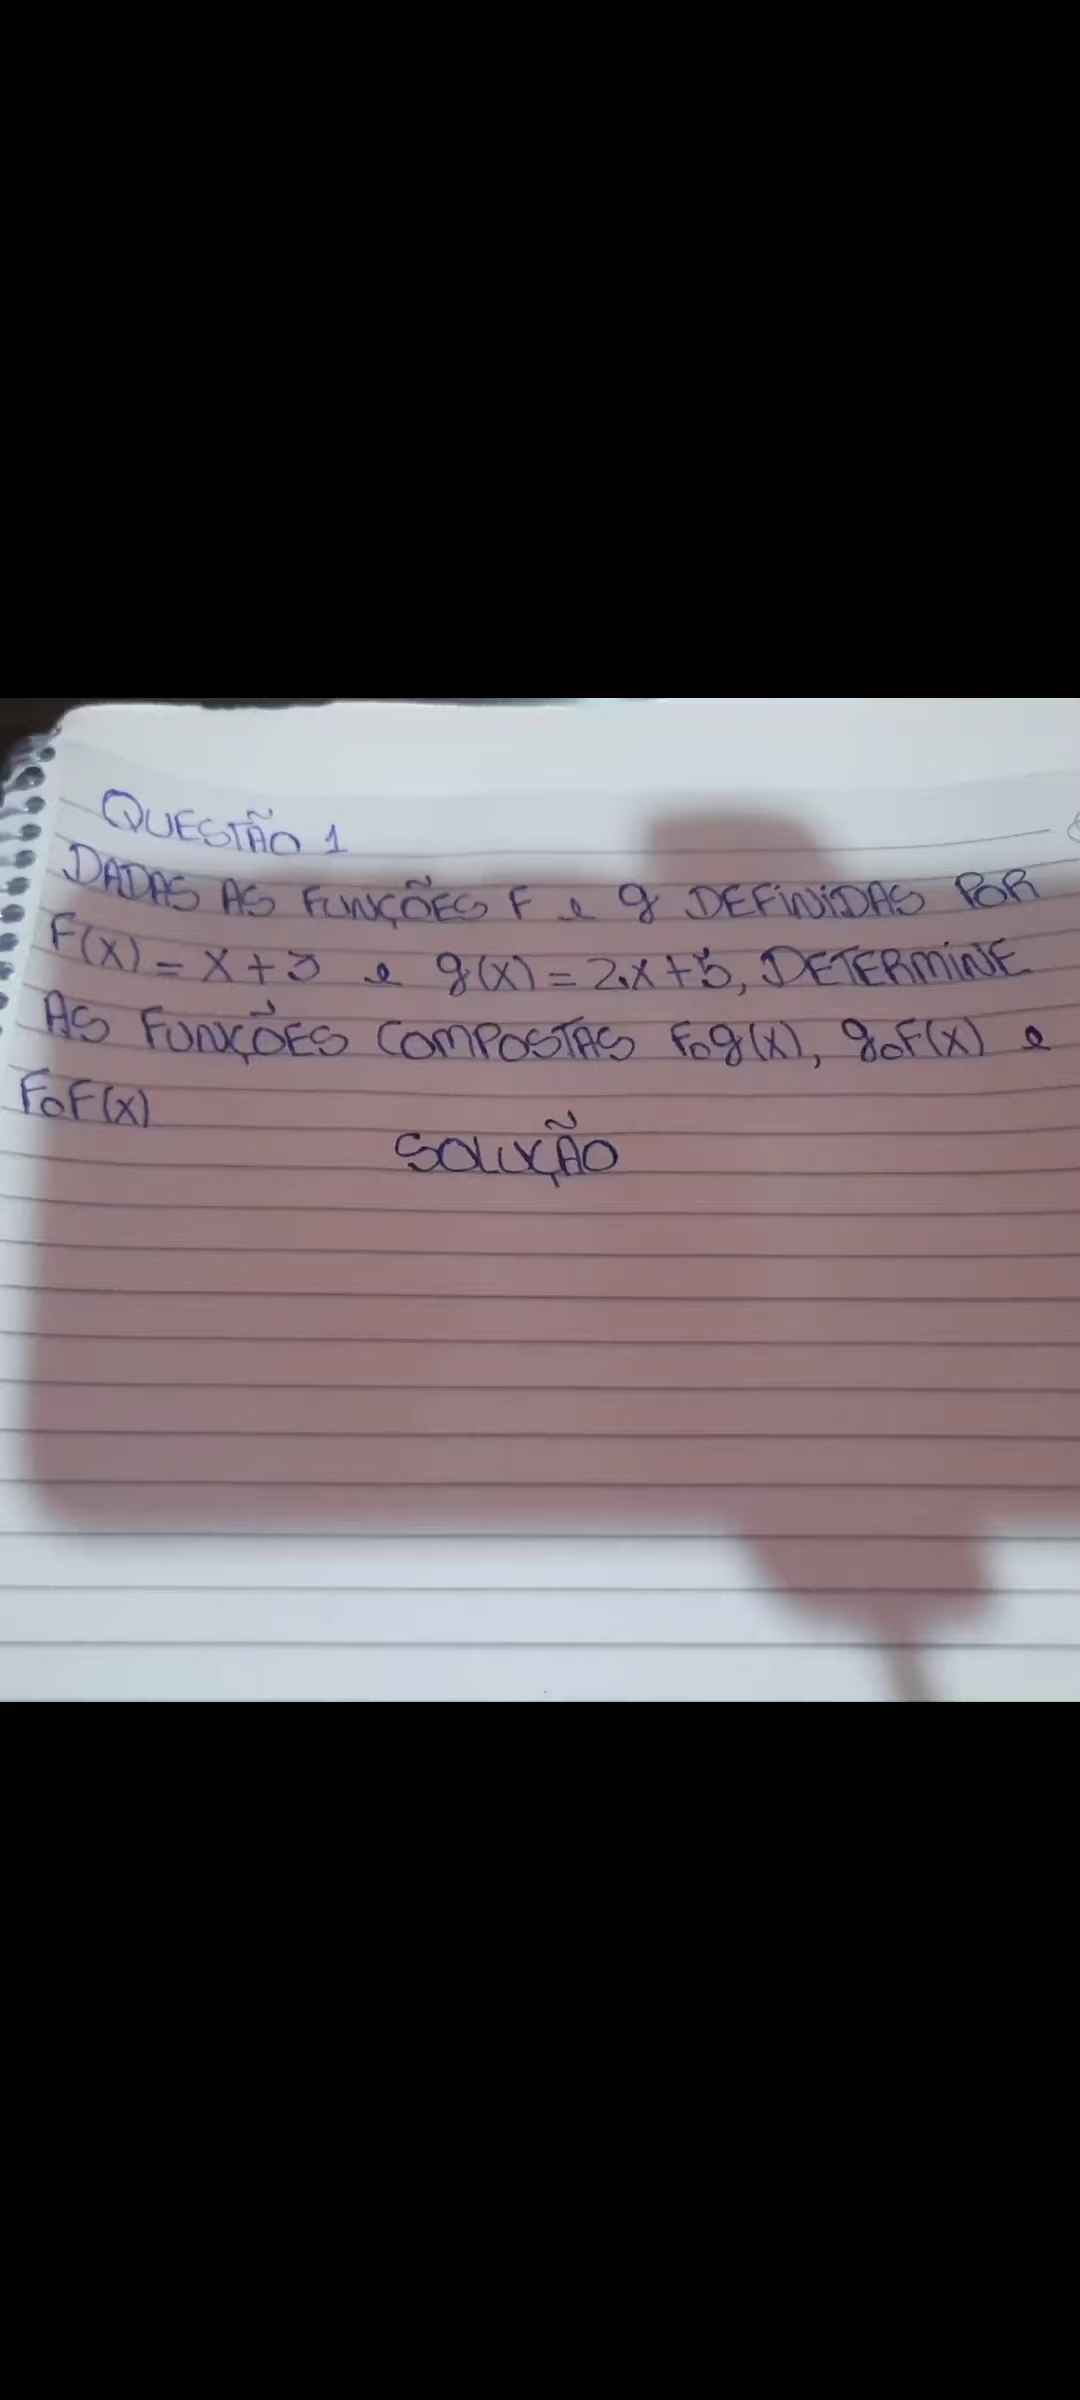 QUESTÃO 1
DADAS AS FUNÇÕES F e g DEFINIDAS POR
F(X) = X + 3 e g(X) = 2.X + 5, DETERMINE
AS FUNÇÕES COMPOSTAS Fog(X), goF(X) e
FoF(X)
SOLUÇÃO